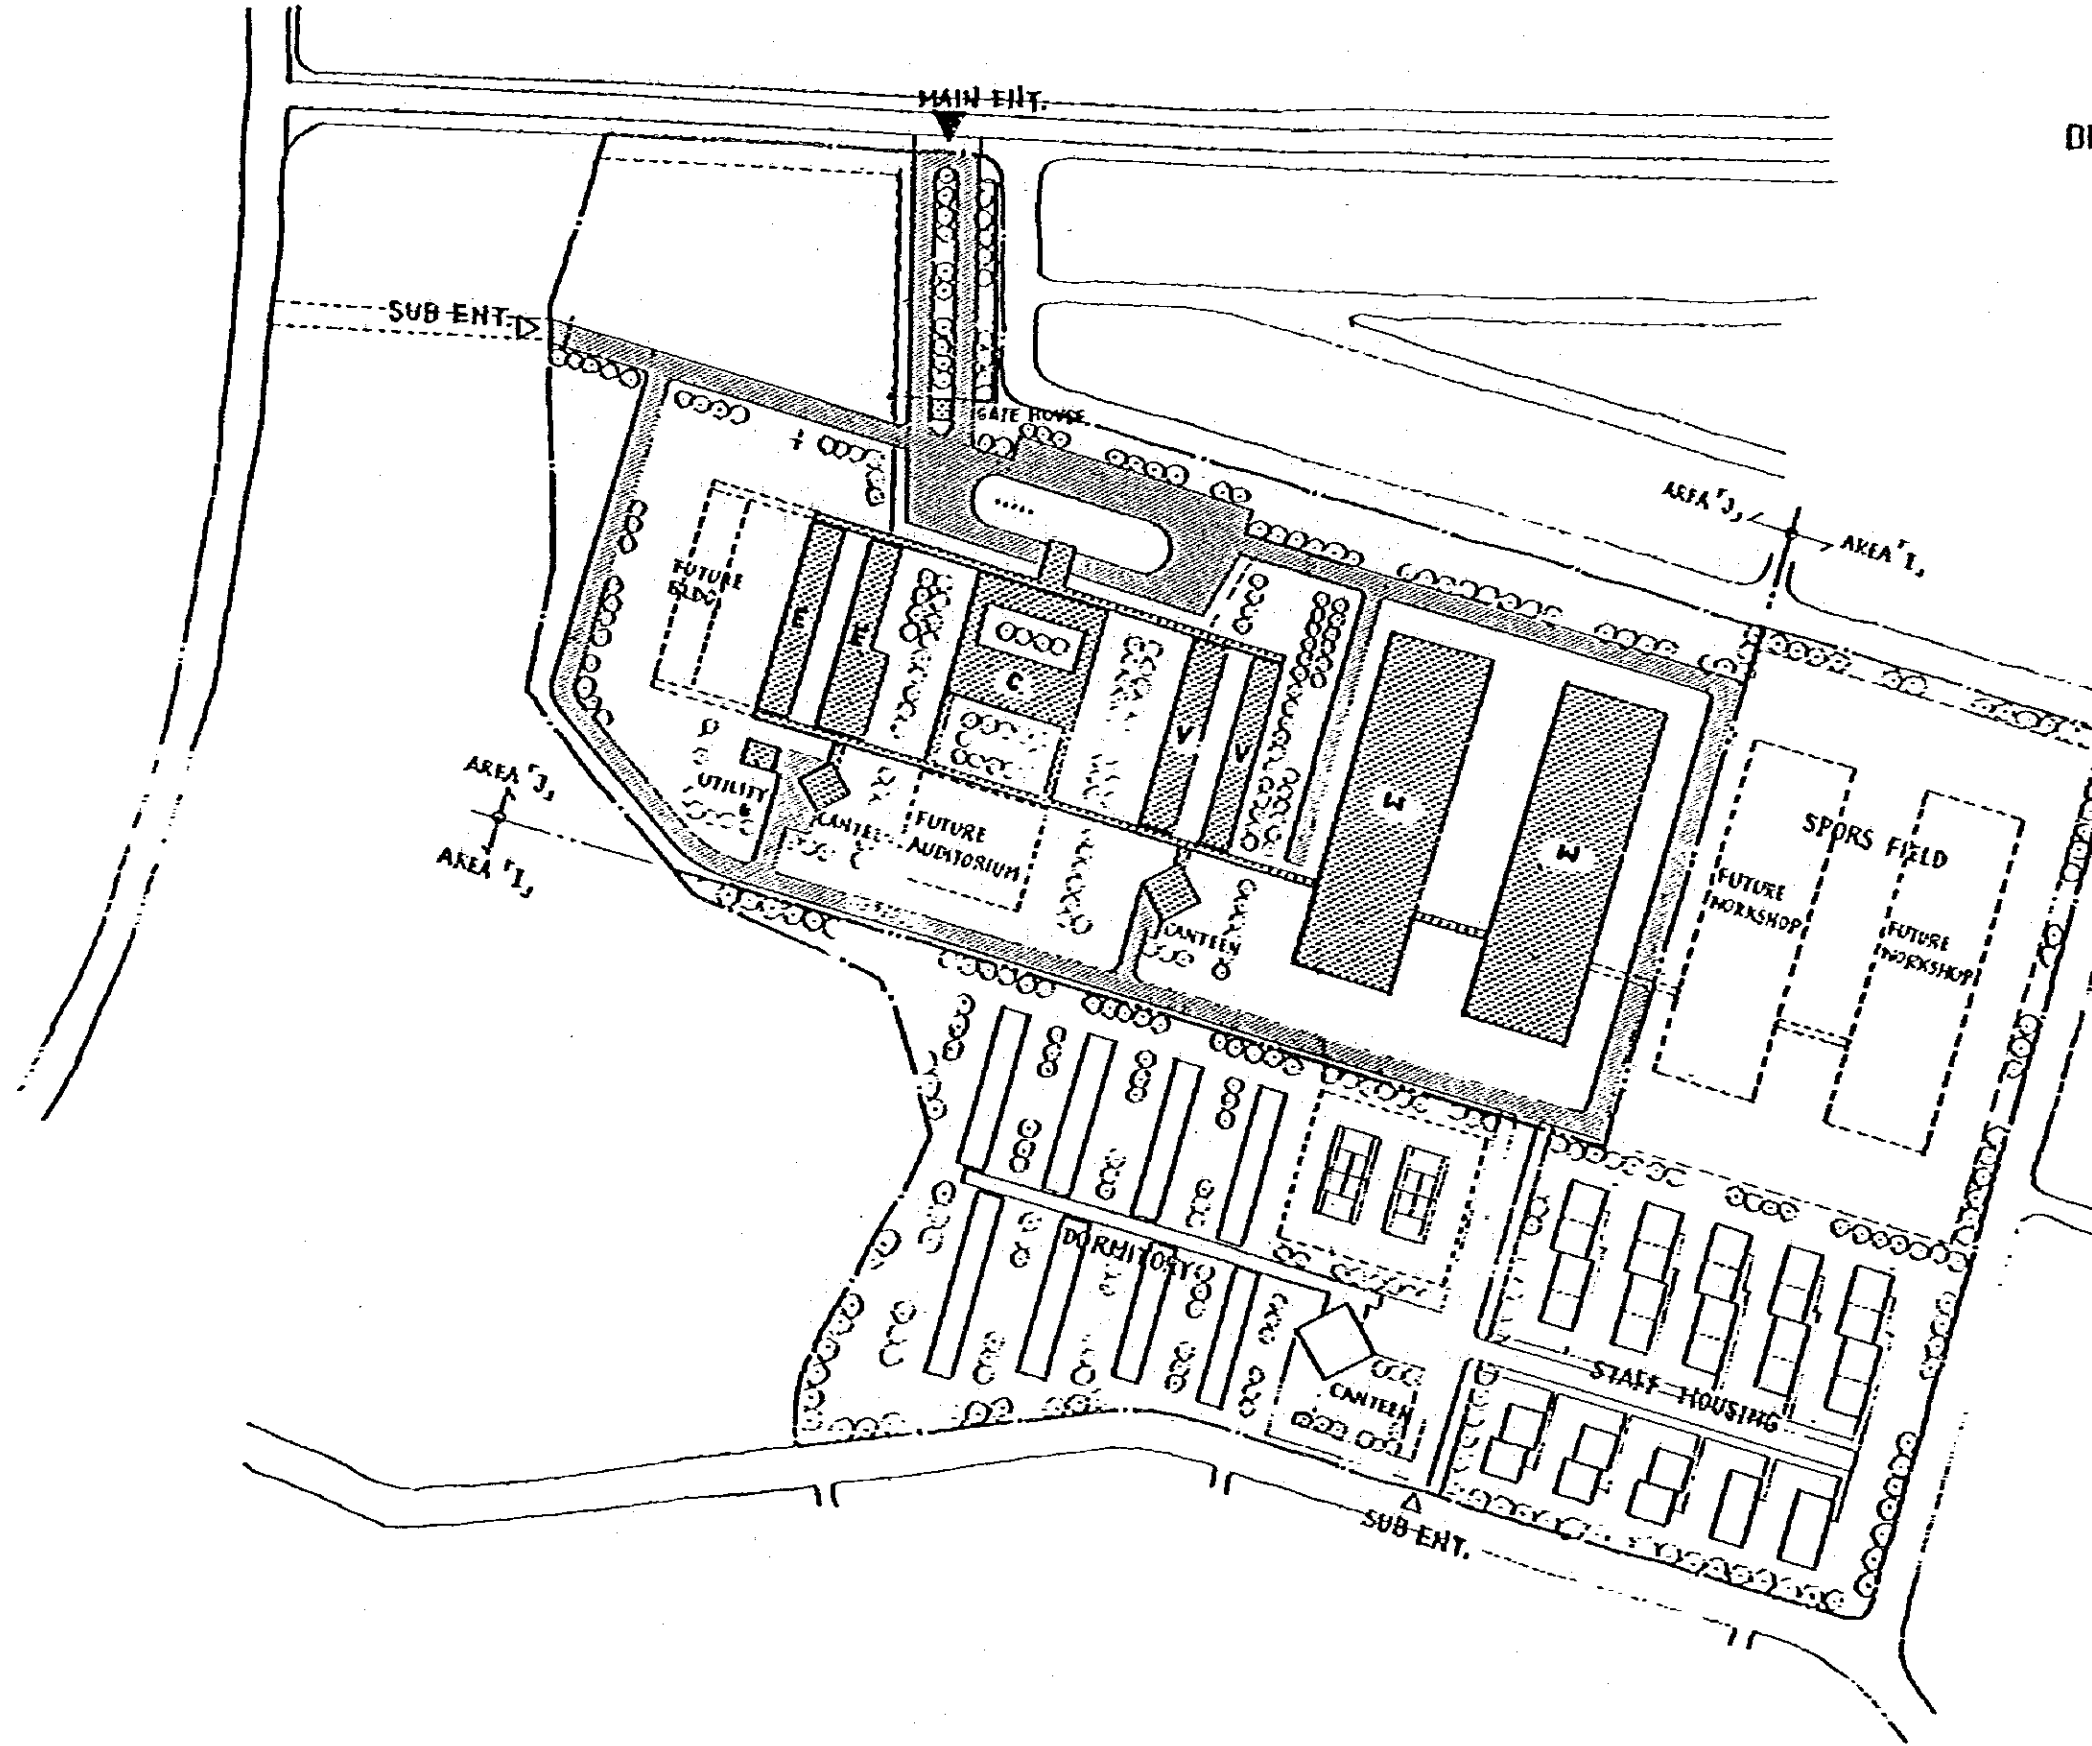 MAIN ENT.
SUB ENT.
GATE HOUSE
AREA「J」
AREA「I」
FUTURE
BLDG
E
E
C
V
V
W
W
AREA「J」
AREA「I」
UTILITY
CANTEE
FUTURE
AUDITORIUM
CANTEEN
SPORS FIELD
FUTURE
WORKSHOP
FUTURE
WORKSHOP
DORMITORY
CANTEEN
STAFF HOUSING
SUB ENT.